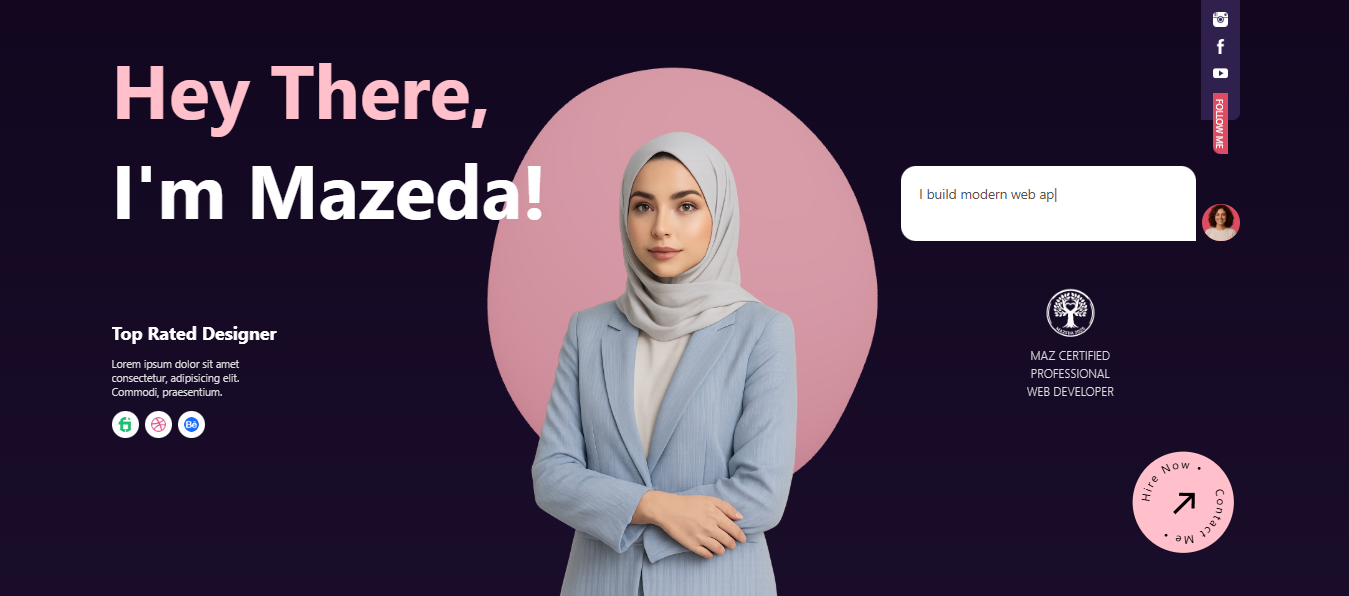 Hey There,
I'm Mazeda!
FOLLOW ME
I build modern web ap
Top Rated Designer
Lorem ipsum dolor sit amet
consectetur, adipisicing elit.
Commodi, praesentium.
Bē
MAZ CERTIFIED
PROFESSIONAL
WEB DEVELOPER
Hire Now • Contact Me •